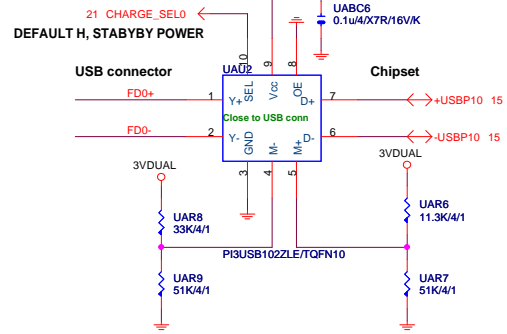 UABC6
21 CHARGE_SEL0
0.1u/4/X7R/16V/K
DEFAULT H, STABYBY POWER
10
9
8
USB connector
UAU2
Chipset
SEL
Vcc
OE
FD0+
1
Y+
D+
7
+USBP10 15
Close to USB conn
FD0-
2
Y-
D-
6
-USBP10 15
GND
M-
M+
3
4
5
3VDUAL
3VDUAL
UAR8
33K/4/1
UAR6
11.3K/4/1
PI3USB102ZLE/TQFN10
UAR9
51K/4/1
UAR7
51K/4/1